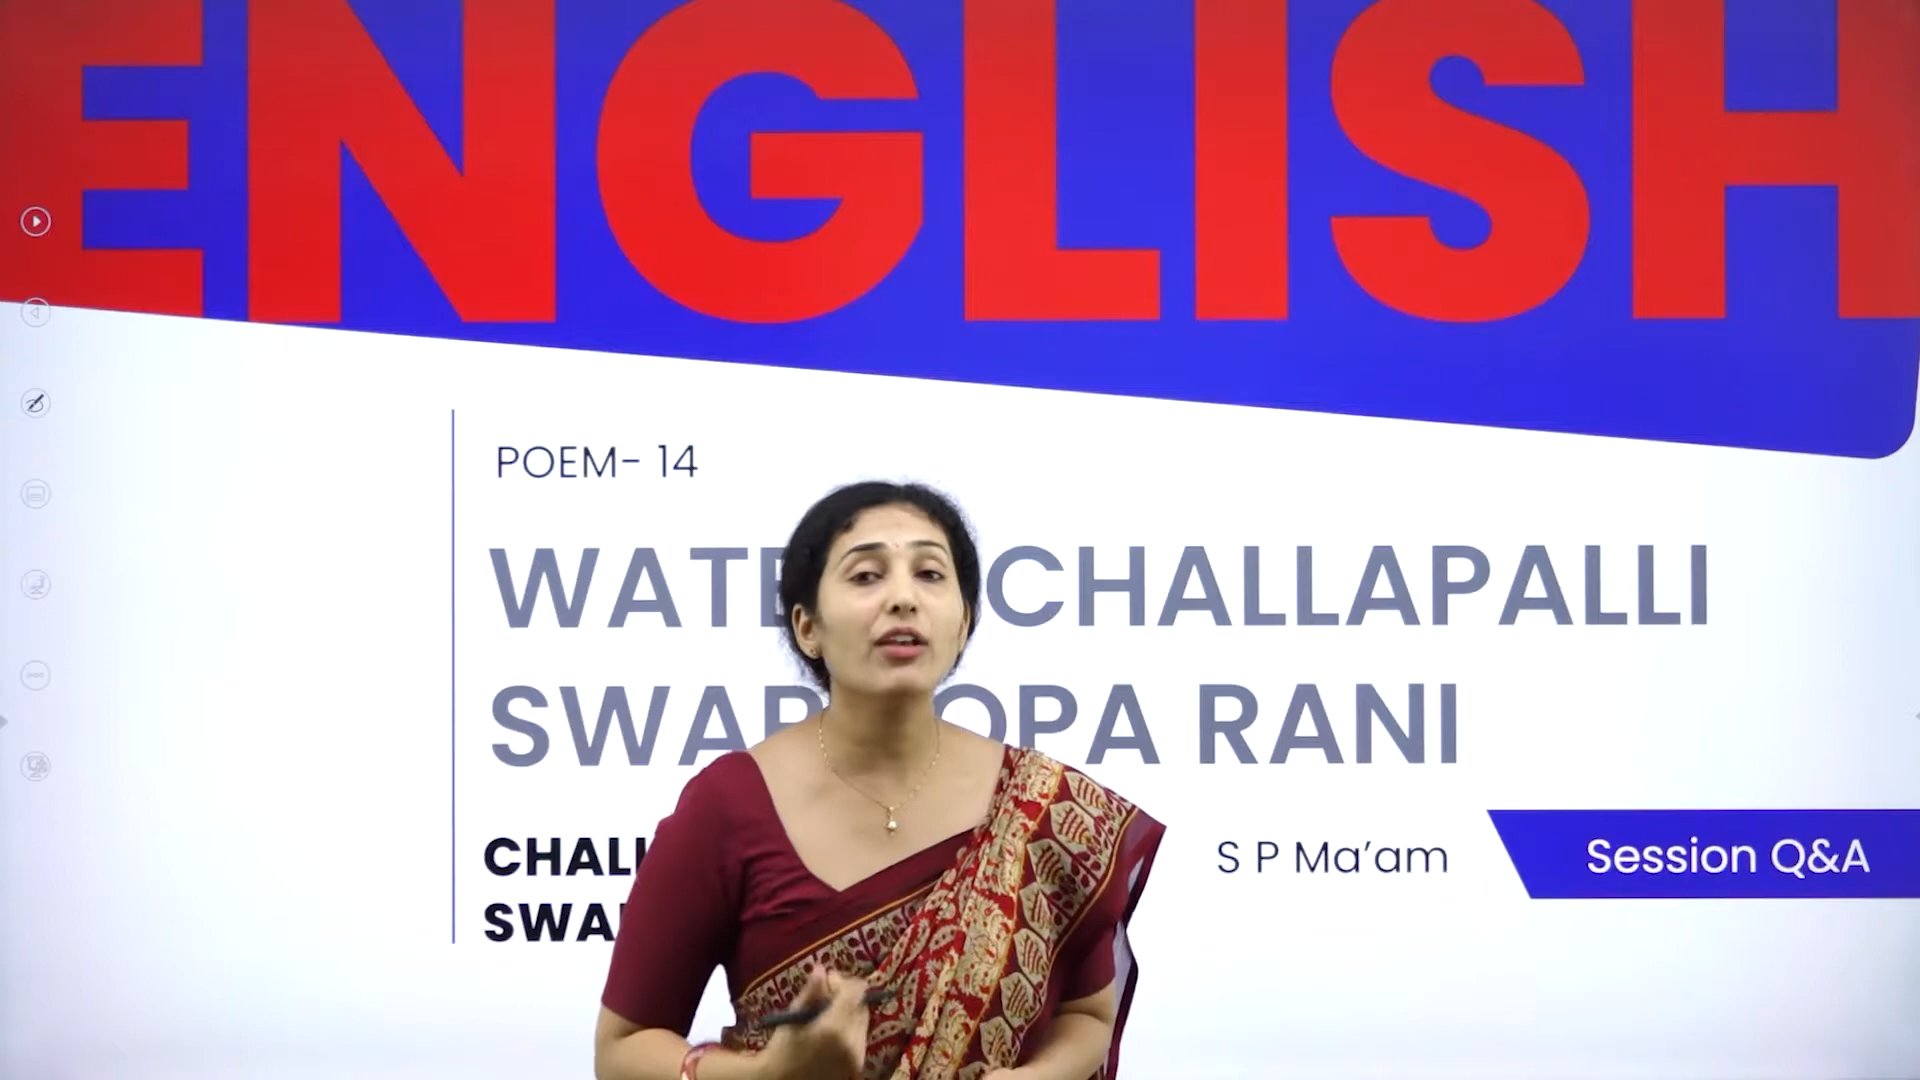 ENGLISH
POEM- 14
CHALLAPALLI
RANI
S P Ma'am
Session Q&A